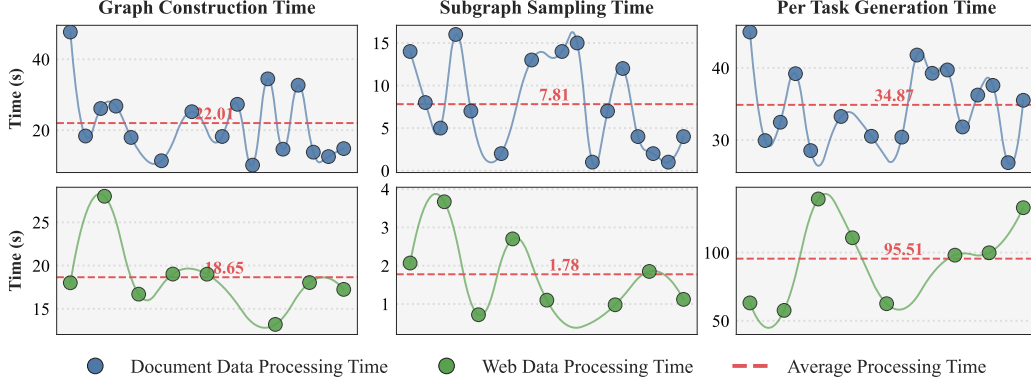 Graph Construction Time
Subgraph Sampling Time
Per Task Generation Time
Time (s)
40
20
22.01
15
10
5
0
7.81
40
30
34.87
Time (s)
25
20
15
18.65
4
3
2
1
1.78
100
50
95.51
Document Data Processing Time
Web Data Processing Time
Average Processing Time